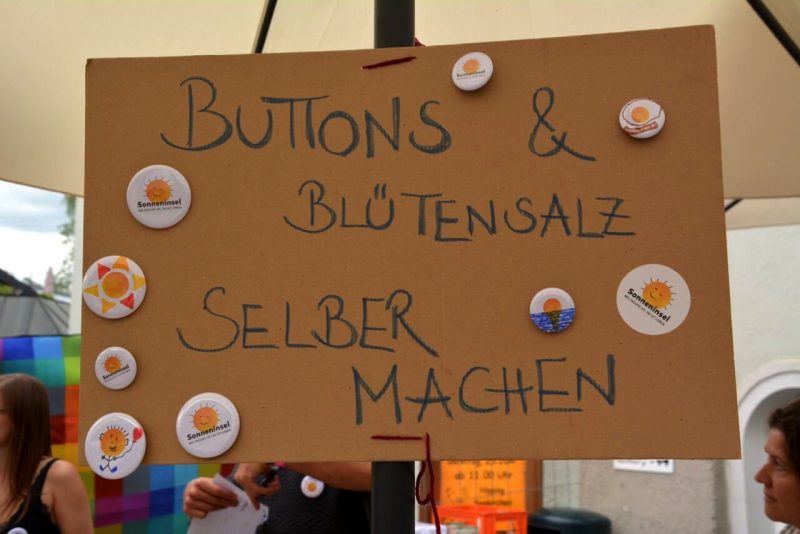 BUTTONS &
BLÜTENSALZ
SELBER
MACHEN
Sonneninsel
Sonneninsel
Sonneninsel
Sonneninsel
Sonneninsel